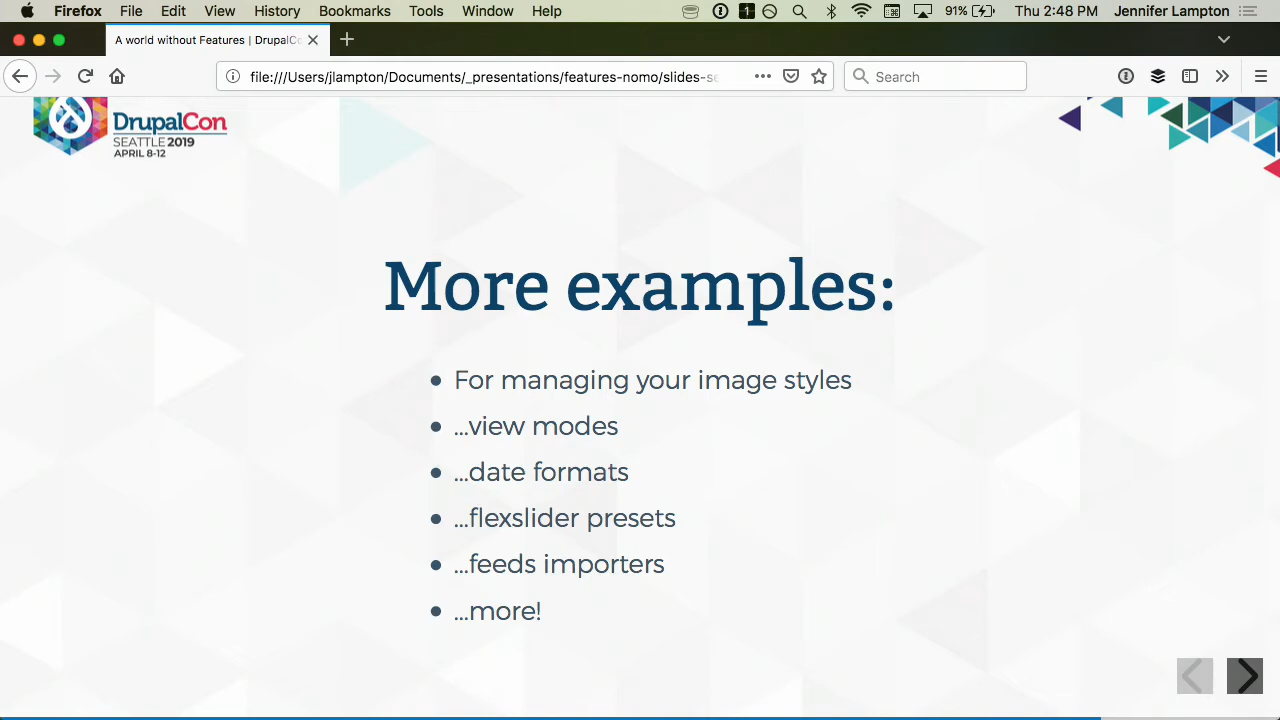 Firefox File Edit View History Bookmarks Tools Window Help 1 91% Thu 2:48 PM Jennifer Lampton
A world without Features | DrupalCo
file:///Users/jlampton/Documents/_presentations/features-nomo/slides-se
Search
DrupalCon
SEATTLE 2019
APRIL 8-12
More examples:
• For managing your image styles
• ...view modes
• ...date formats
• ...flexslider presets
• ...feeds importers
• ...more!